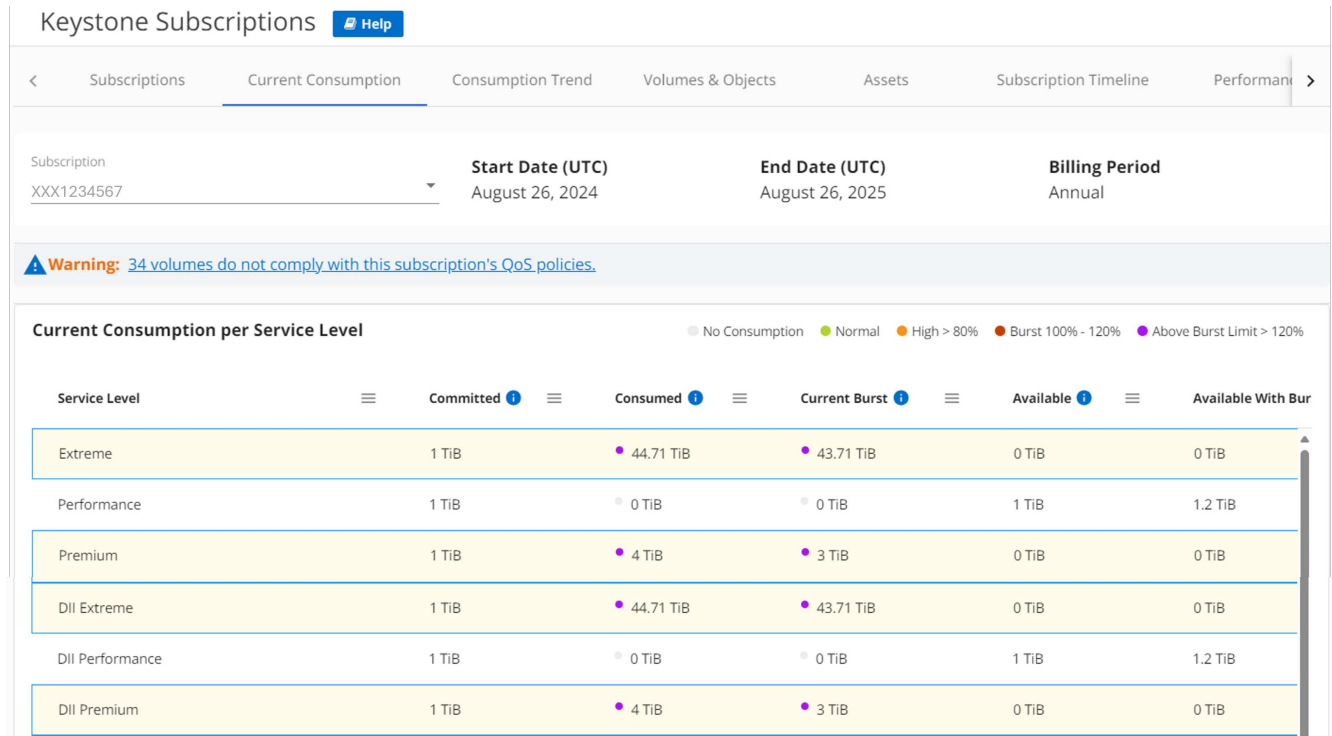 Keystone Subscriptions Help
Subscriptions Current Consumption Consumption Trend Volumes & Objects Assets Subscription Timeline Performanc
Subscription Start Date (UTC) End Date (UTC) Billing Period
XXX1234567 August 26, 2024 August 26, 2025 Annual
Warning: 34 volumes do not comply with this subscription's QoS policies.
Current Consumption per Service Level No Consumption Normal High > 80% Burst 100% - 120% Above Burst Limit > 120%
Service Level Committed Consumed Current Burst Available Available With Bur
Extreme 1 TiB 44.71 TiB 43.71 TiB 0 TiB 0 TiB
Performance 1 TiB 0 TiB 0 TiB 1 TiB 1.2 TiB
Premium 1 TiB 4 TiB 3 TiB 0 TiB 0 TiB
DII Extreme 1 TiB 44.71 TiB 43.71 TiB 0 TiB 0 TiB
DII Performance 1 TiB 0 TiB 0 TiB 1 TiB 1.2 TiB
DII Premium 1 TiB 4 TiB 3 TiB 0 TiB 0 TiB